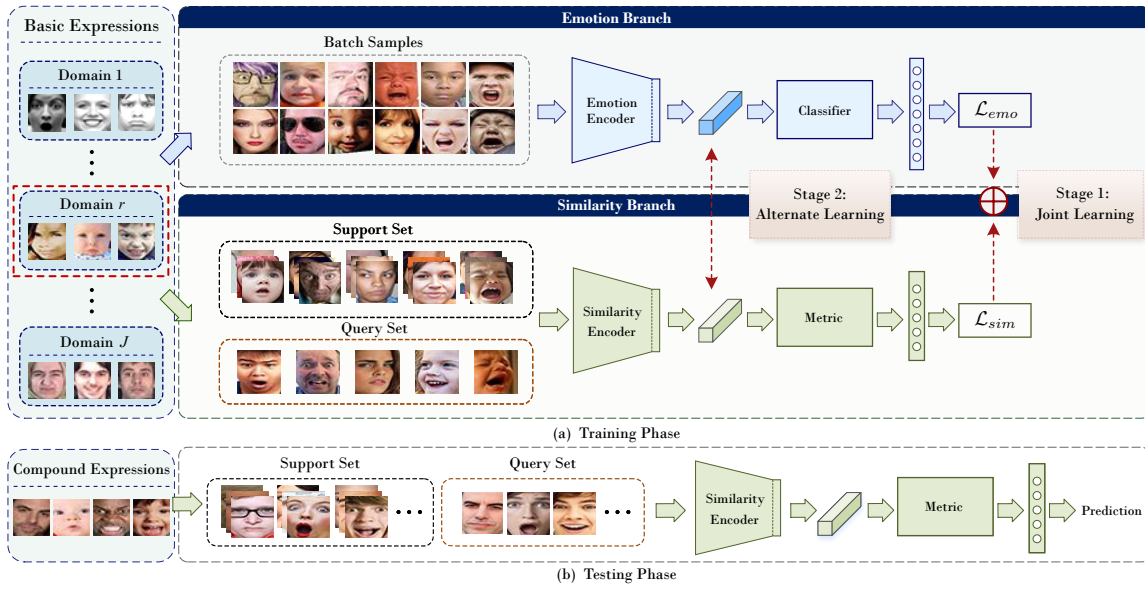 Basic Expressions
Domain 1
Domain r
Domain J
Emotion Branch
Batch Samples
Emotion
Encoder
Classifier
ℒemo
Stage 2:
Alternate Learning
Stage 1:
Joint Learning
Similarity Branch
Support Set
Query Set
Similarity
Encoder
Metric
ℒsim
(a) Training Phase
Compound Expressions
Support Set
Query Set
Similarity
Encoder
Metric
Prediction
(b) Testing Phase